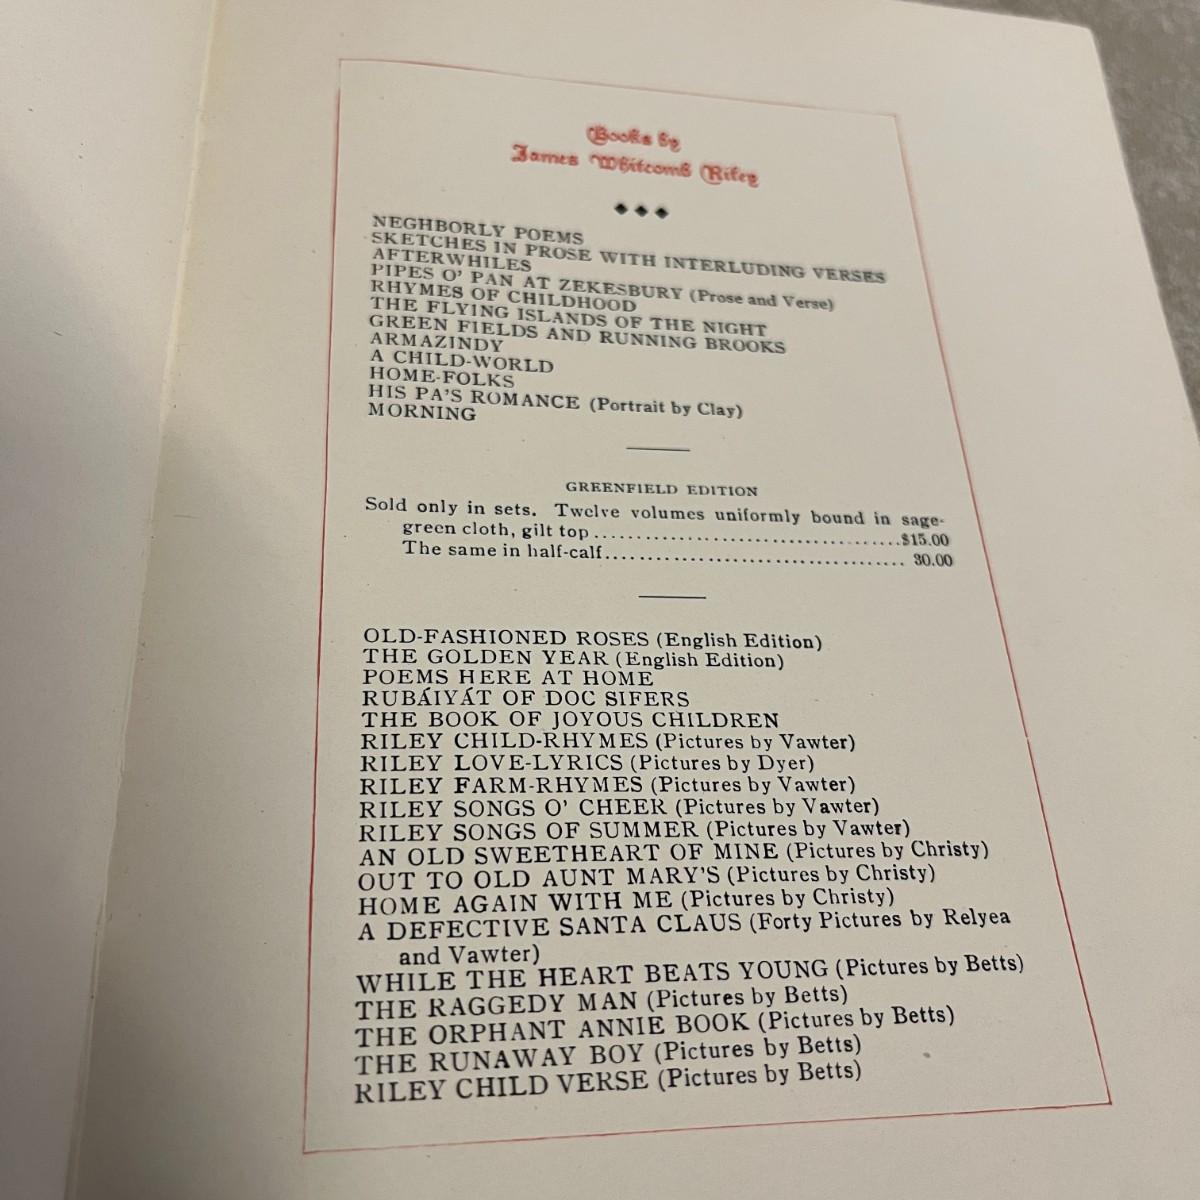 Books by
James Whitcomb Riley
NEGHBORLY POEMS
SKETCHES IN PROSE WITH INTERLUDING VERSES
AFTERWHILES
PIPES O' PAN AT ZEKESBURY (Prose and Verse)
RHYMES OF CHILDHOOD
THE FLYING ISLANDS OF THE NIGHT
GREEN FIELDS AND RUNNING BROOKS
ARMAZINDY
A CHILD-WORLD
HOME-FOLKS
HIS PA'S ROMANCE (Portrait by Clay)
MORNING
GREENFIELD EDITION
Sold only in sets. Twelve volumes uniformly bound in sage-
green cloth, gilt top........................................$15.00
The same in half-calf........................................ 30.00
OLD-FASHIONED ROSES (English Edition)
THE GOLDEN YEAR (English Edition)
POEMS HERE AT HOME
RUBÁIYÁT OF DOC SIFERS
THE BOOK OF JOYOUS CHILDREN
RILEY CHILD-RHYMES (Pictures by Vawter)
RILEY LOVE-LYRICS (Pictures by Dyer)
RILEY FARM-RHYMES (Pictures by Vawter)
RILEY SONGS O' CHEER (Pictures by Vawter)
RILEY SONGS OF SUMMER (Pictures by Vawter)
AN OLD SWEETHEART OF MINE (Pictures by Christy)
OUT TO OLD AUNT MARY'S (Pictures by Christy)
HOME AGAIN WITH ME (Pictures by Christy)
A DEFECTIVE SANTA CLAUS (Forty Pictures by Relyea
and Vawter)
WHILE THE HEART BEATS YOUNG (Pictures by Betts)
THE RAGGEDY MAN (Pictures by Betts)
THE ORPHANT ANNIE BOOK (Pictures by Betts)
THE RUNAWAY BOY (Pictures by Betts)
RILEY CHILD VERSE (Pictures by Betts)